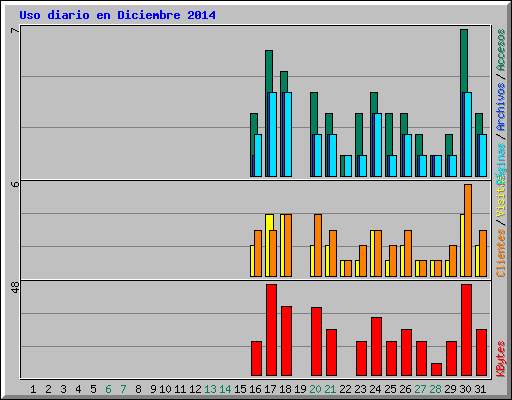 Uso diario en Diciembre 2014
7
6
48
Accesos
/
Archivos
/
Páginas
Visitas
/
Clientes
KBytes
1 2 3 4 5 6 7 8 9 10 11 12 13 14 15 16 17 18 19 20 21 22 23 24 25 26 27 28 29 30 31